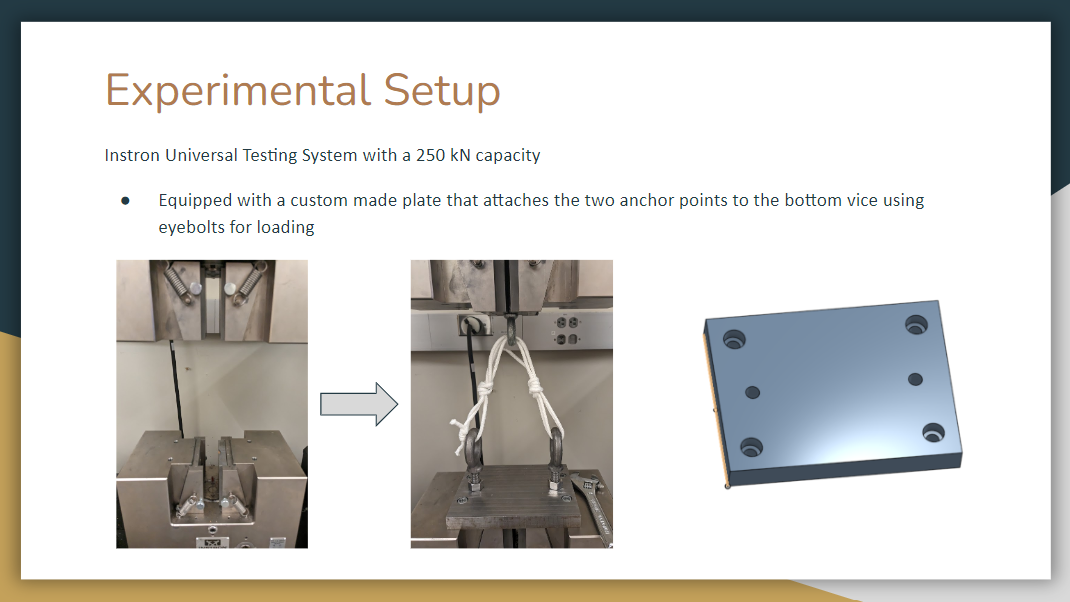 Experimental Setup
Instron Universal Testing System with a 250 kN capacity
● Equipped with a custom made plate that attaches the two anchor points to the bottom vice using
eyebolts for loading